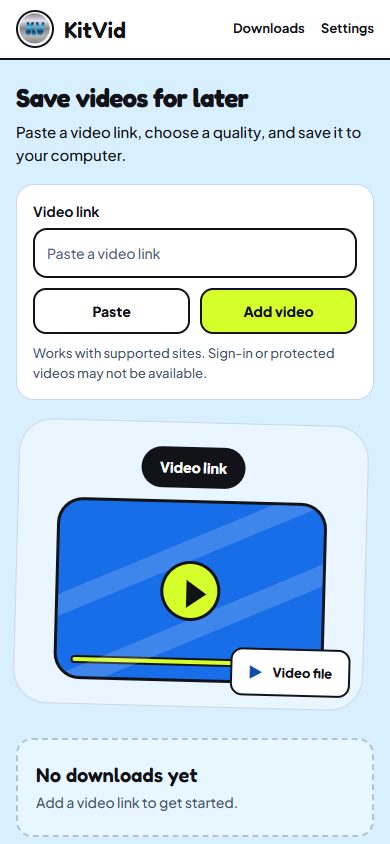 KV KitVid Downloads Settings
Save videos for later
Paste a video link, choose a quality, and save it to
your computer.
Video link
Paste a video link
Paste Add video
Works with supported sites. Sign-in or protected
videos may not be available.
Video link
Video file
No downloads yet
Add a video link to get started.